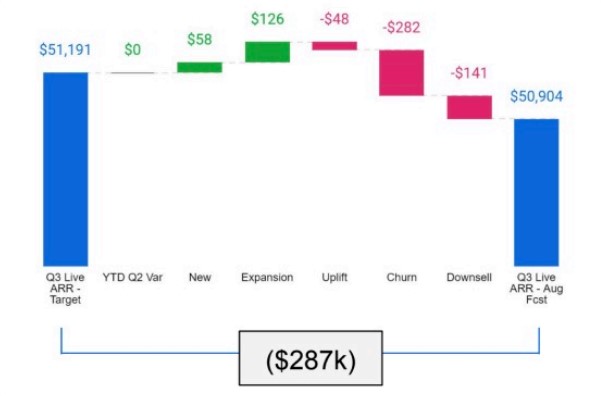 $51,191
$0
$58
$126
-$48
-$282
-$141
$50,904
Q3 Live
ARR -
Target
YTD Q2 Var
New
Expansion
Uplift
Churn
Downsell
Q3 Live
ARR - Aug
Fcst
($287k)